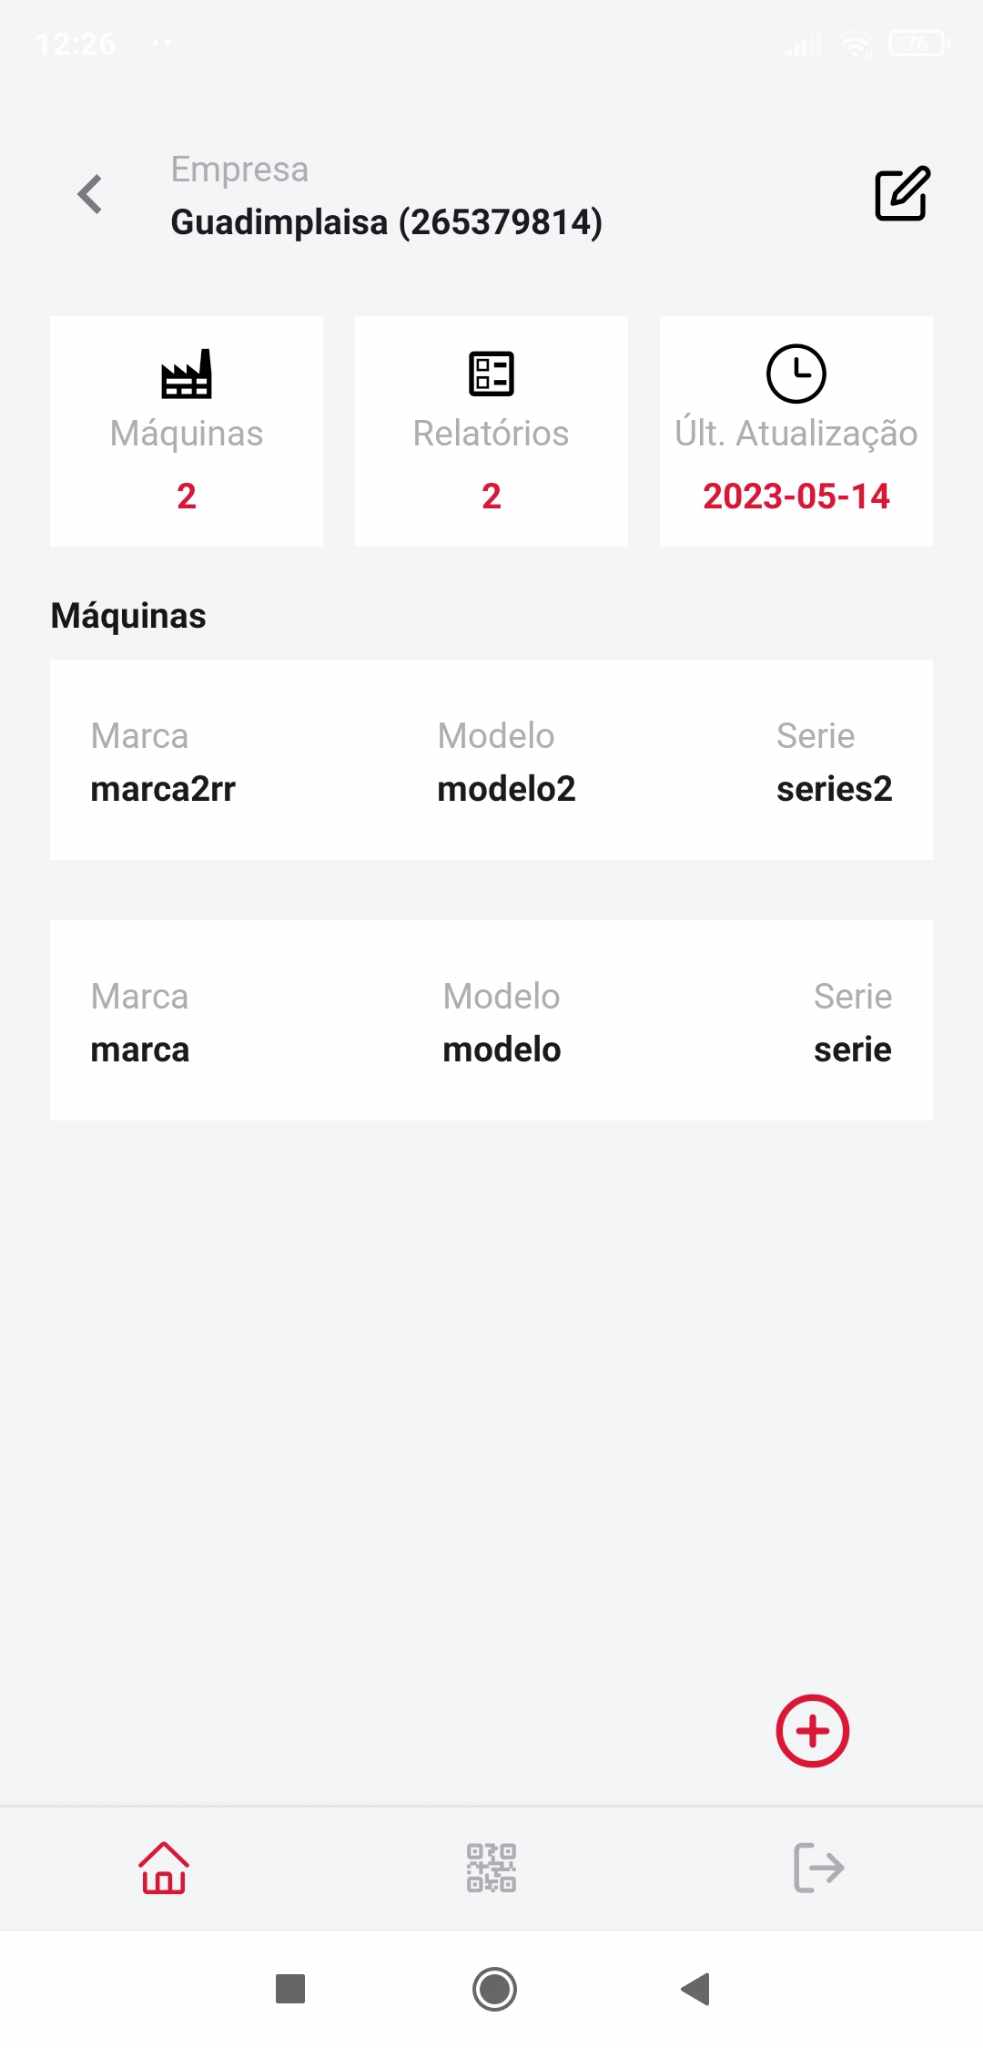 12:26
76
Empresa
Guadimplaisa (265379814)
Máquinas
2
Relatórios
2
Últ. Atualização
2023-05-14
Máquinas
Marca Modelo Serie
marca2rr modelo2 series2
Marca Modelo Serie
marca modelo serie